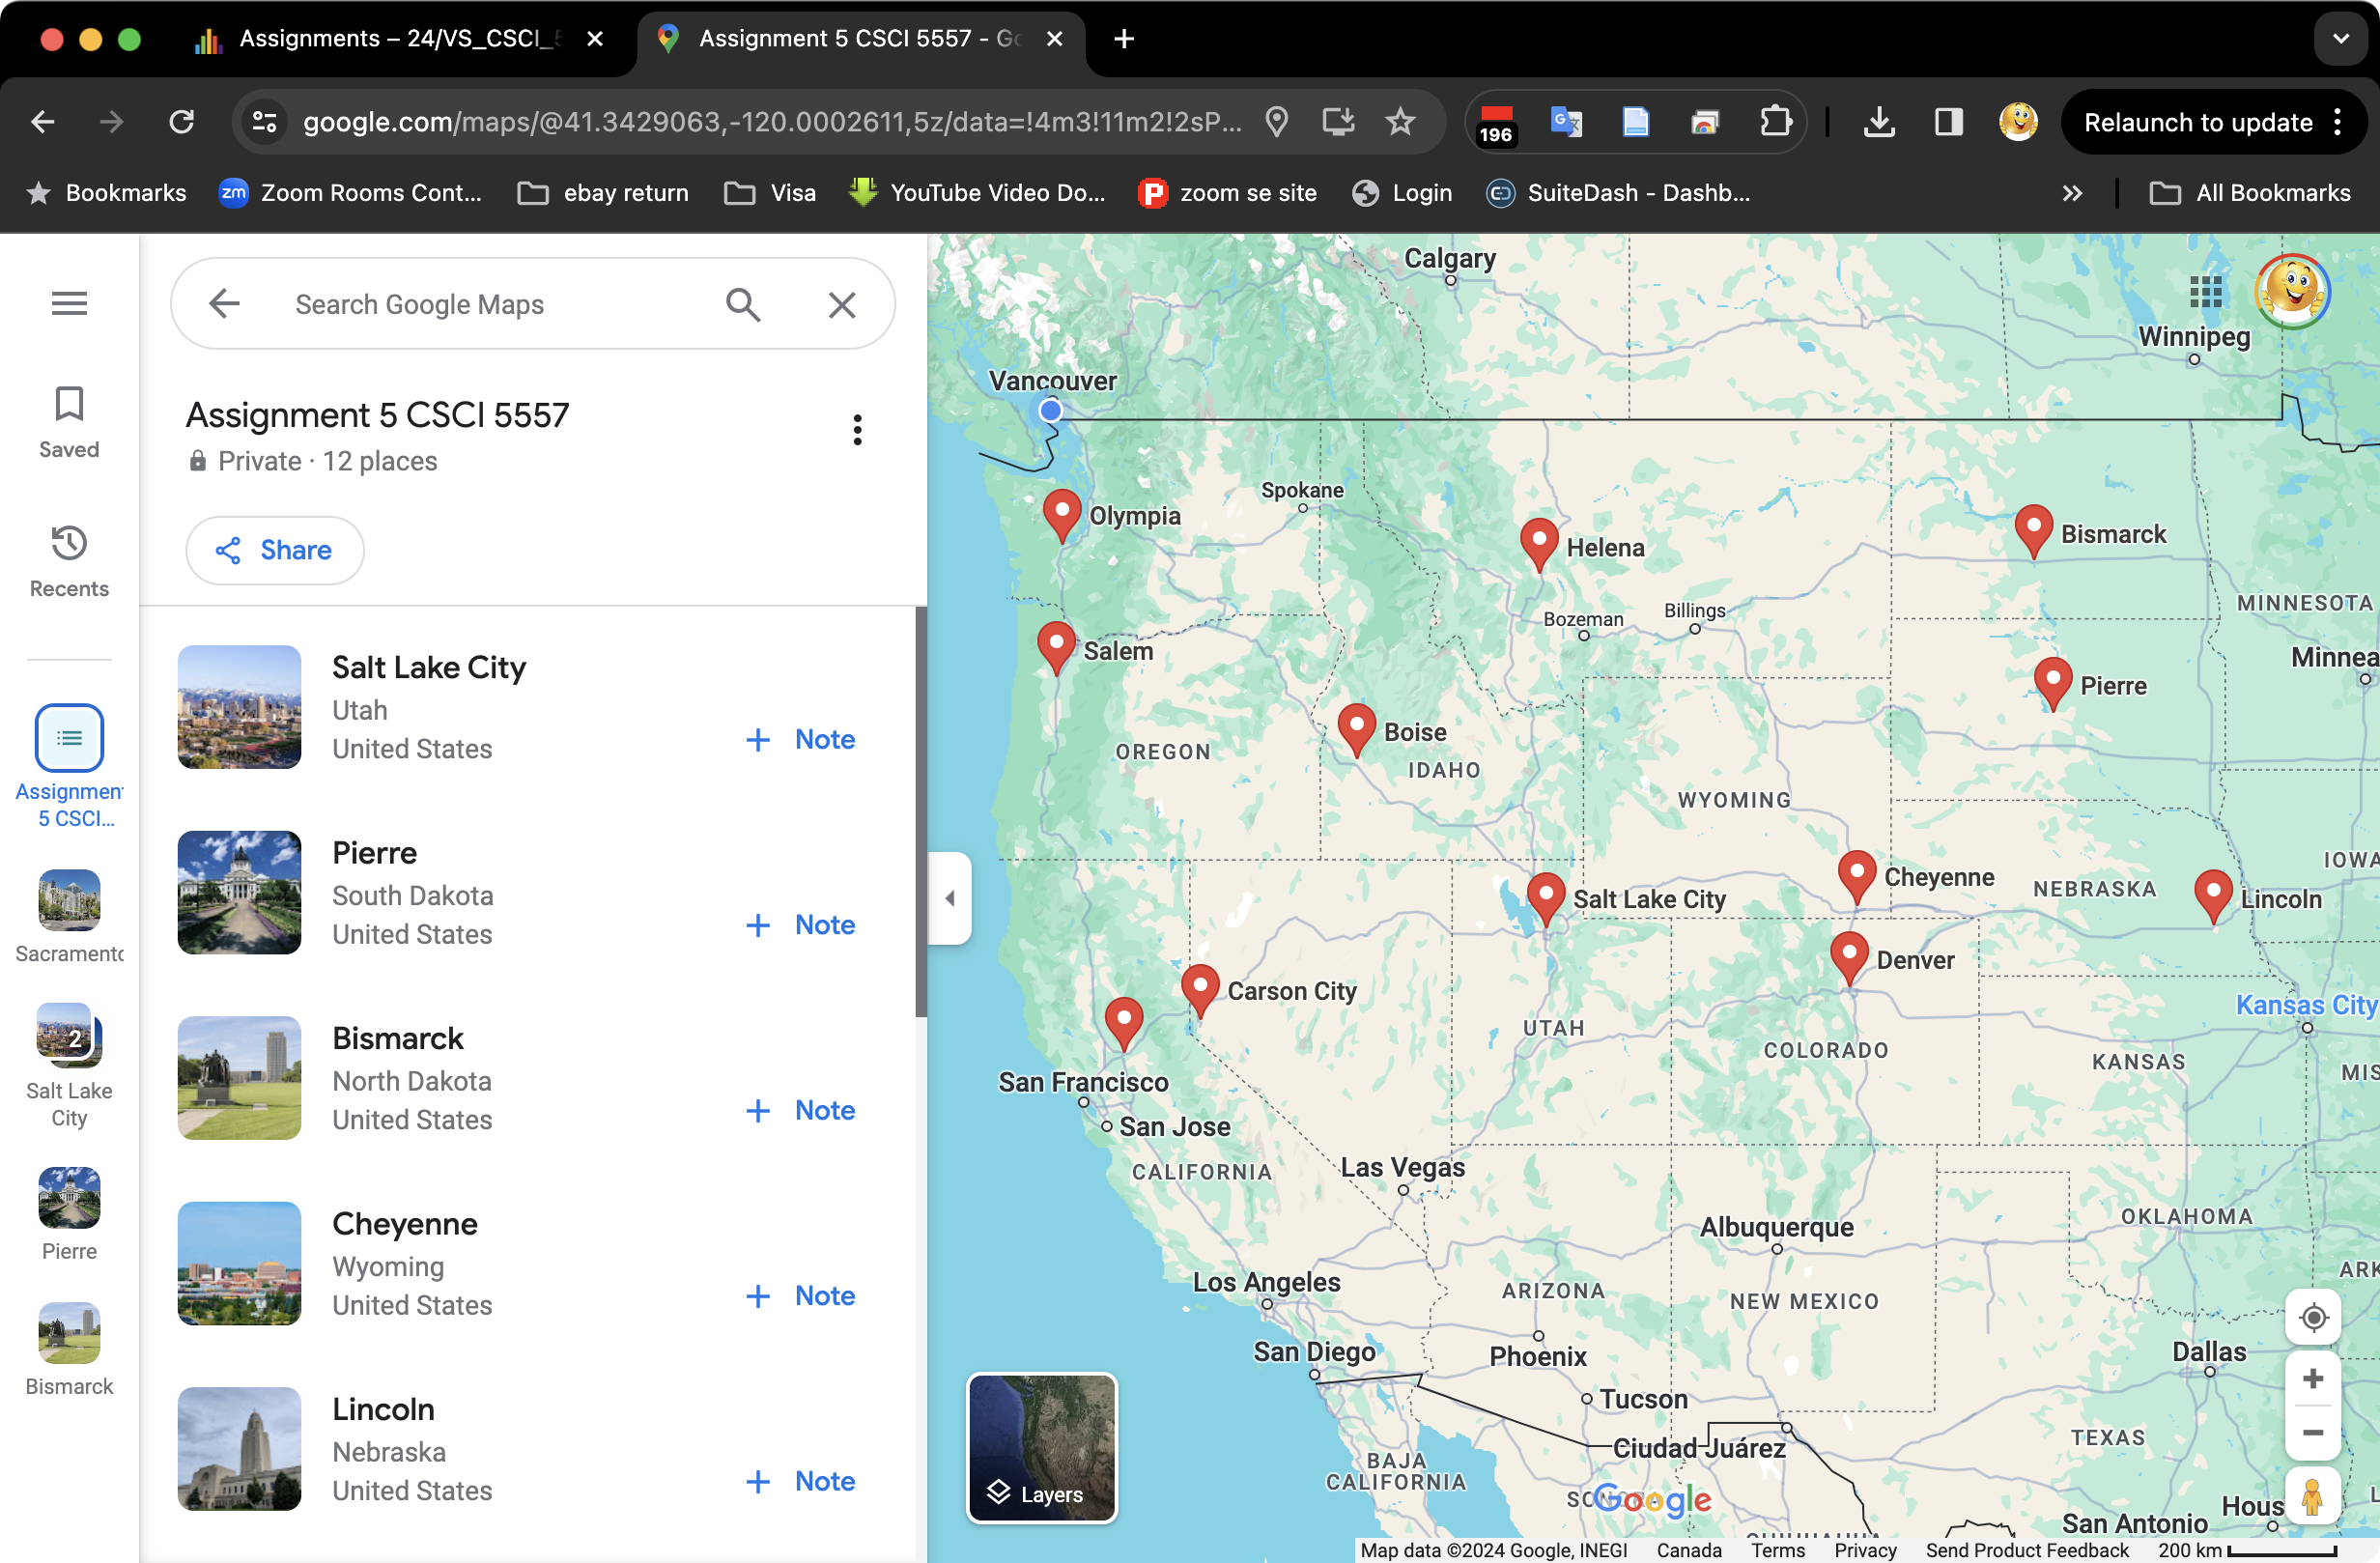 Assignments – 24/VS_CSCI_5
Assignment 5 CSCI 5557 - Go
google.com/maps/@41.3429063,-120.0002611,5z/data=!4m3!11m2!2sP...
196
Relaunch to update
Bookmarks
zm
Zoom Rooms Cont...
ebay return
Visa
YouTube Video Do...
zoom se site
Login
SuiteDash - Dashb...
All Bookmarks
Search Google Maps
Saved
Recents
Assignment 5 CSCI 5557
Private · 12 places
Share
Assignmen
5 CSCI...
Sacramento
2
Salt Lake
City
Pierre
Bismarck
Salt Lake City
Utah
United States
Note
Pierre
South Dakota
United States
Note
Bismarck
North Dakota
United States
Note
Cheyenne
Wyoming
United States
Note
Lincoln
Nebraska
United States
Note
Calgary
Winnipeg
Vancouver
Spokane
Olympia
Helena
Bismarck
Bozeman
Billings
MINNESOTA
Salem
Minnea
Pierre
Boise
OREGON
IDAHO
WYOMING
IOWA
Cheyenne
NEBRASKA
Salt Lake City
Lincoln
Denver
Carson City
Kansas City
UTAH
COLORADO
KANSAS
MIS
San Francisco
San Jose
CALIFORNIA
Las Vegas
OKLAHOMA
Albuquerque
ARK
Los Angeles
ARIZONA
NEW MEXICO
San Diego
Phoenix
Dallas
Tucson
TEXAS
Ciudad Juárez
BAJA
CALIFORNIA
Layers
Google
Hous
San Antonio
Map data ©2024 Google, INEGI
Canada
Terms
Privacy
Send Product Feedback
200 km